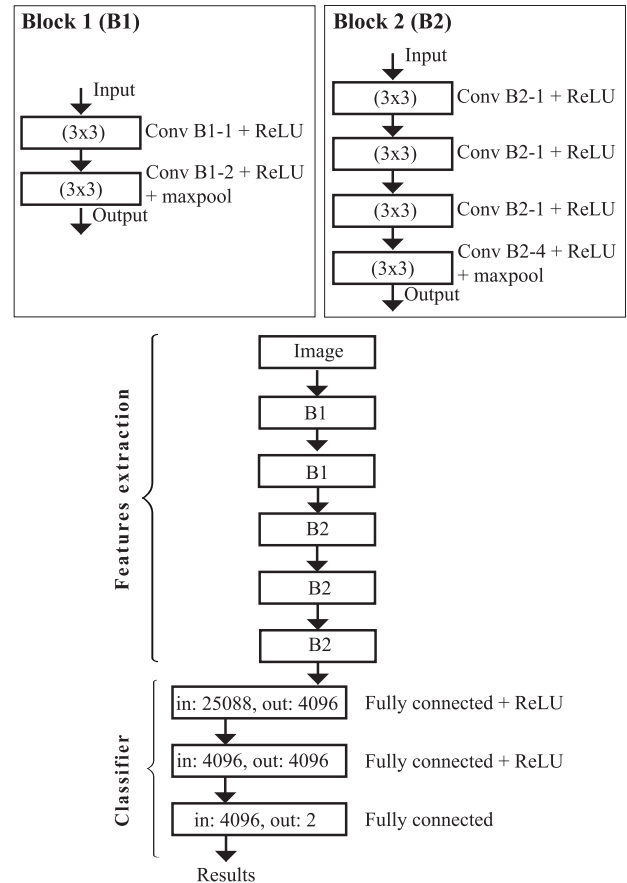 Block 1 (B1)
Input
(3x3)
Conv B1-1 + ReLU
(3x3)
Conv B1-2 + ReLU
+ maxpool
Output
Block 2 (B2)
Input
(3x3)
Conv B2-1 + ReLU
(3x3)
Conv B2-1 + ReLU
(3x3)
Conv B2-1 + ReLU
(3x3)
Conv B2-4 + ReLU
+ maxpool
Output
Features extraction
Image
B1
B1
B2
B2
B2
Classifier
in: 25088, out: 4096
Fully connected + ReLU
in: 4096, out: 4096
Fully connected + ReLU
in: 4096, out: 2
Fully connected
Results